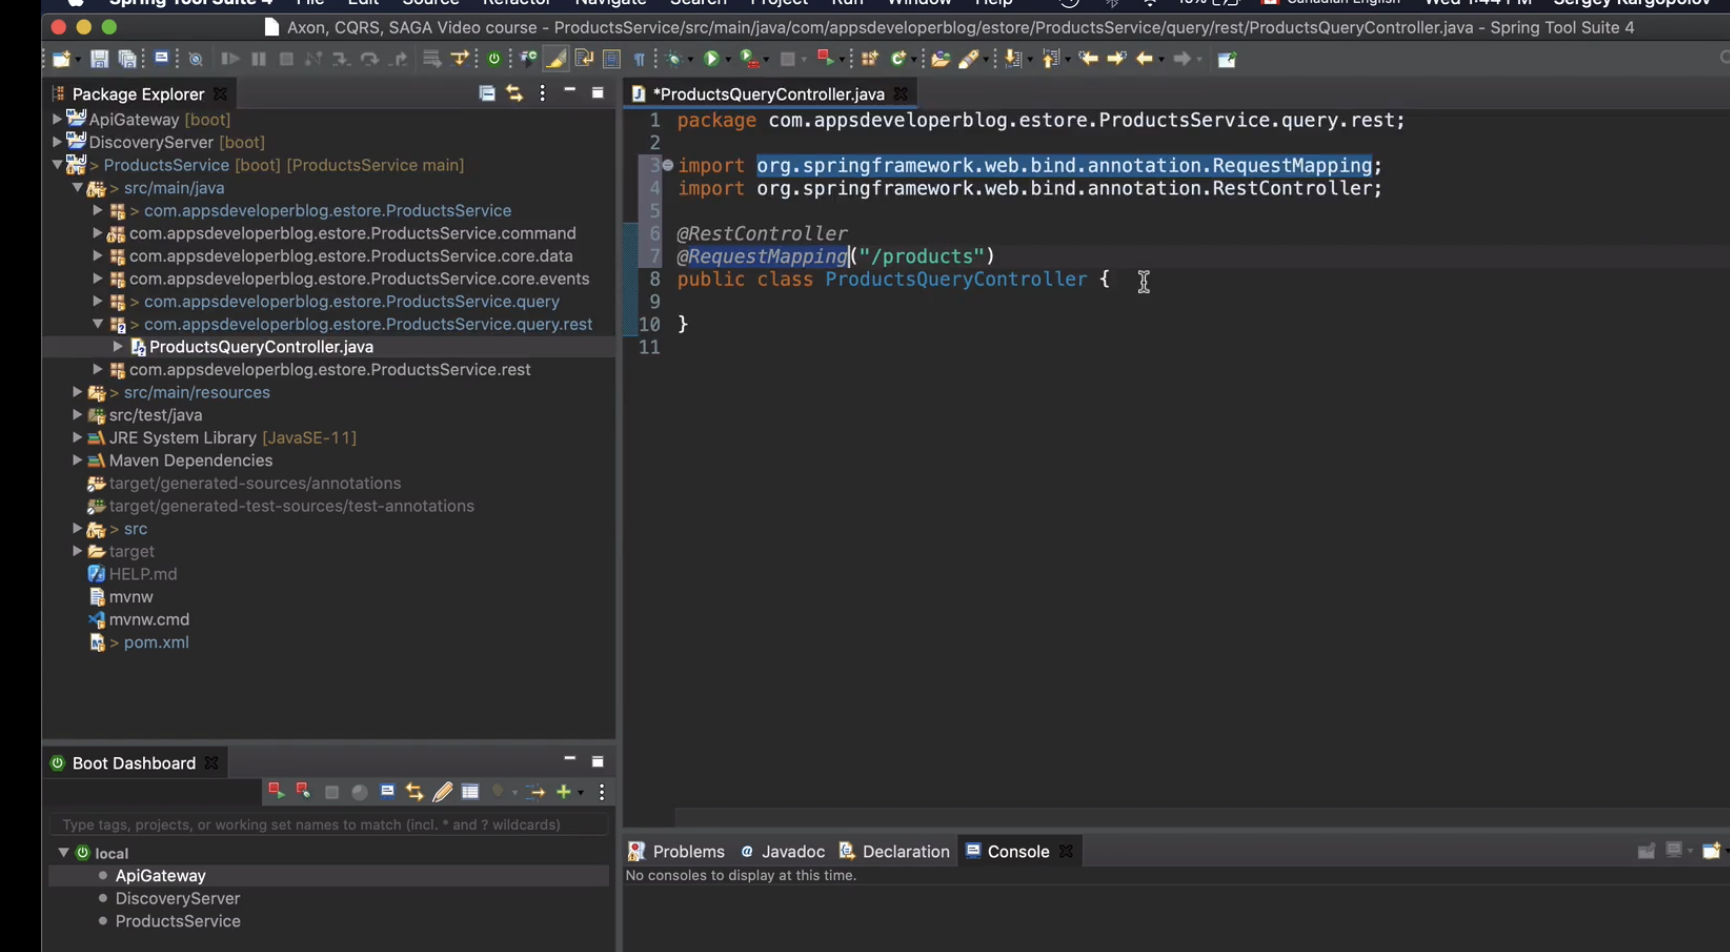 Spring Tool Suite 4 File Edit Source Refactor Navigate Search Project Run Window Help Canadian English Wed 1:44 PM Sergey Kargopolov
Axon, CQRS, SAGA Video course - ProductsService/src/main/java/com/appsdeveloperblog/estore/ProductsService/query/rest/ProductsQueryController.java - Spring Tool Suite 4
Package Explorer
ApiGateway [boot]
DiscoveryServer [boot]
> ProductsService [boot] [ProductsService main]
> src/main/java
> com.appsdeveloperblog.estore.ProductsService
com.appsdeveloperblog.estore.ProductsService.command
com.appsdeveloperblog.estore.ProductsService.core.data
com.appsdeveloperblog.estore.ProductsService.core.events
> com.appsdeveloperblog.estore.ProductsService.query
> com.appsdeveloperblog.estore.ProductsService.query.rest
ProductsQueryController.java
com.appsdeveloperblog.estore.ProductsService.rest
> src/main/resources
src/test/java
JRE System Library [JavaSE-11]
Maven Dependencies
target/generated-sources/annotations
target/generated-test-sources/test-annotations
> src
target
HELP.md
mvnw
mvnw.cmd
> pom.xml
*ProductsQueryController.java
1 package com.appsdeveloperblog.estore.ProductsService.query.rest;
2
3 import org.springframework.web.bind.annotation.RequestMapping;
4 import org.springframework.web.bind.annotation.RestController;
5
6 @RestController
7 @RequestMapping("/products")
8 public class ProductsQueryController {
9
10 }
11
Boot Dashboard
Type tags, projects, or working set names to match (incl. * and ? wildcards)
local
ApiGateway
DiscoveryServer
ProductsService
Problems @ Javadoc Declaration Console
No consoles to display at this time.